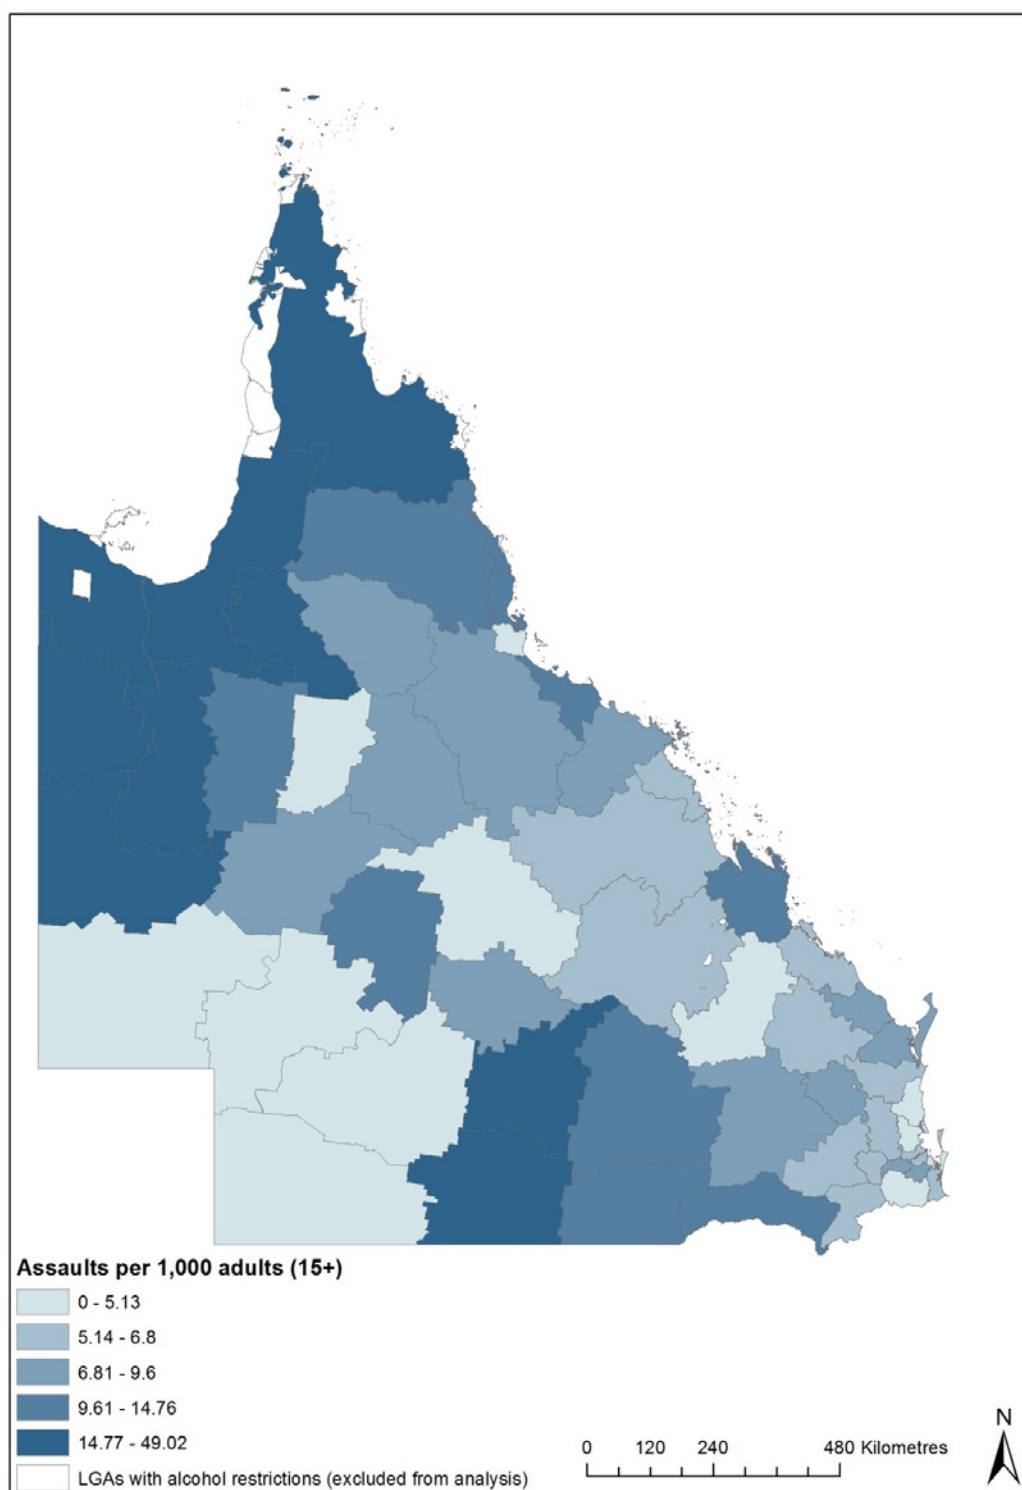 Assaults per 1,000 adults (15+)
0 - 5.13
5.14 - 6.8
6.81 - 9.6
9.61 - 14.76
14.77 - 49.02
LGAs with alcohol restrictions (excluded from analysis)
0 120 240 480 Kilometres
N